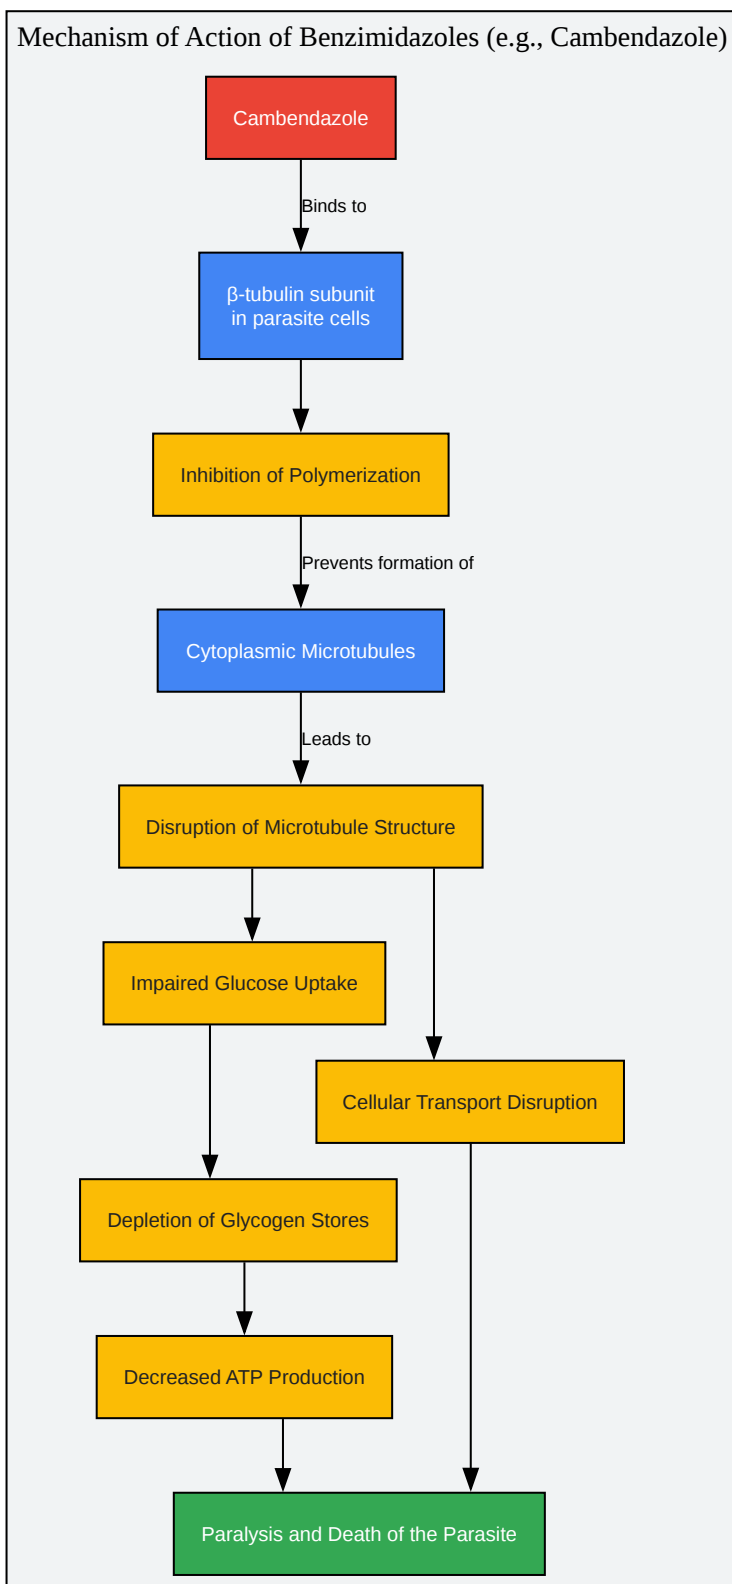 Mechanism of Action of Benzimidazoles (e.g., Cambendazole)
Cambendazole
Binds to
β-tubulin subunit
in parasite cells
Inhibition of Polymerization
Prevents formation of
Cytoplasmic Microtubules
Leads to
Disruption of Microtubule Structure
Impaired Glucose Uptake
Cellular Transport Disruption
Depletion of Glycogen Stores
Decreased ATP Production
Paralysis and Death of the Parasite